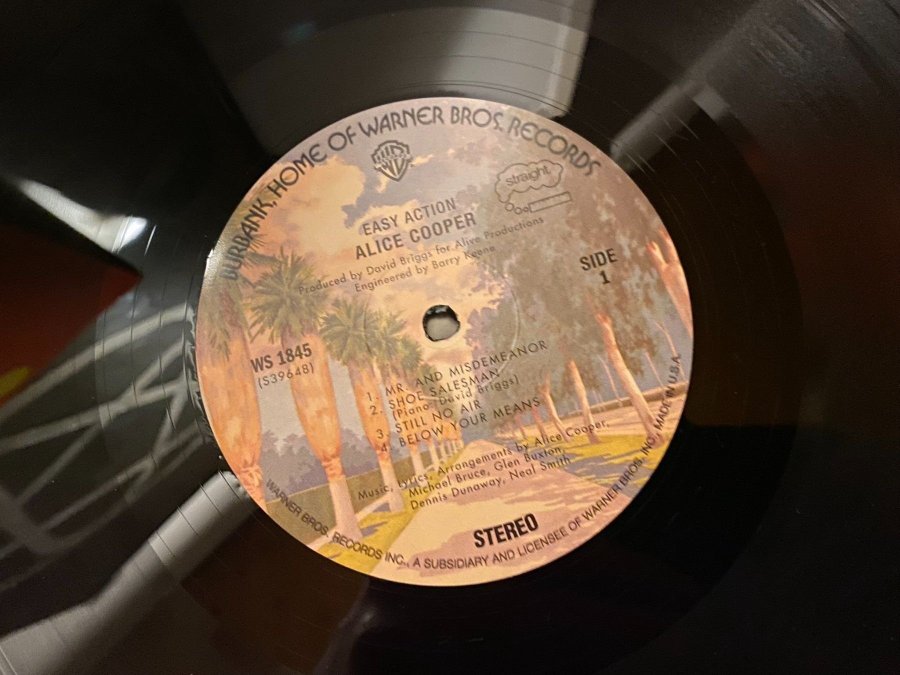 BURBANK, HOME OF WARNER BROS. RECORDS
WB
straight
EASY ACTION
ALICE COOPER
Produced by David Briggs for Alive Productions
Engineered by Barry Keene
SIDE
1
WS 1845
(S39648)
1. MR. AND MISDEMEANOR
2. SHOE SALESMAN
(Piano: David Briggs)
3. STILL NO AIR
4. BELOW YOUR MEANS
Music, Lyrics, Arrangements by Alice Cooper,
Michael Bruce, Glen Buxton,
Dennis Dunaway, Neal Smith
STEREO
WARNER BROS. RECORDS INC., A SUBSIDIARY AND LICENSEE OF WARNER BROS. INC., MADE IN U.S.A.